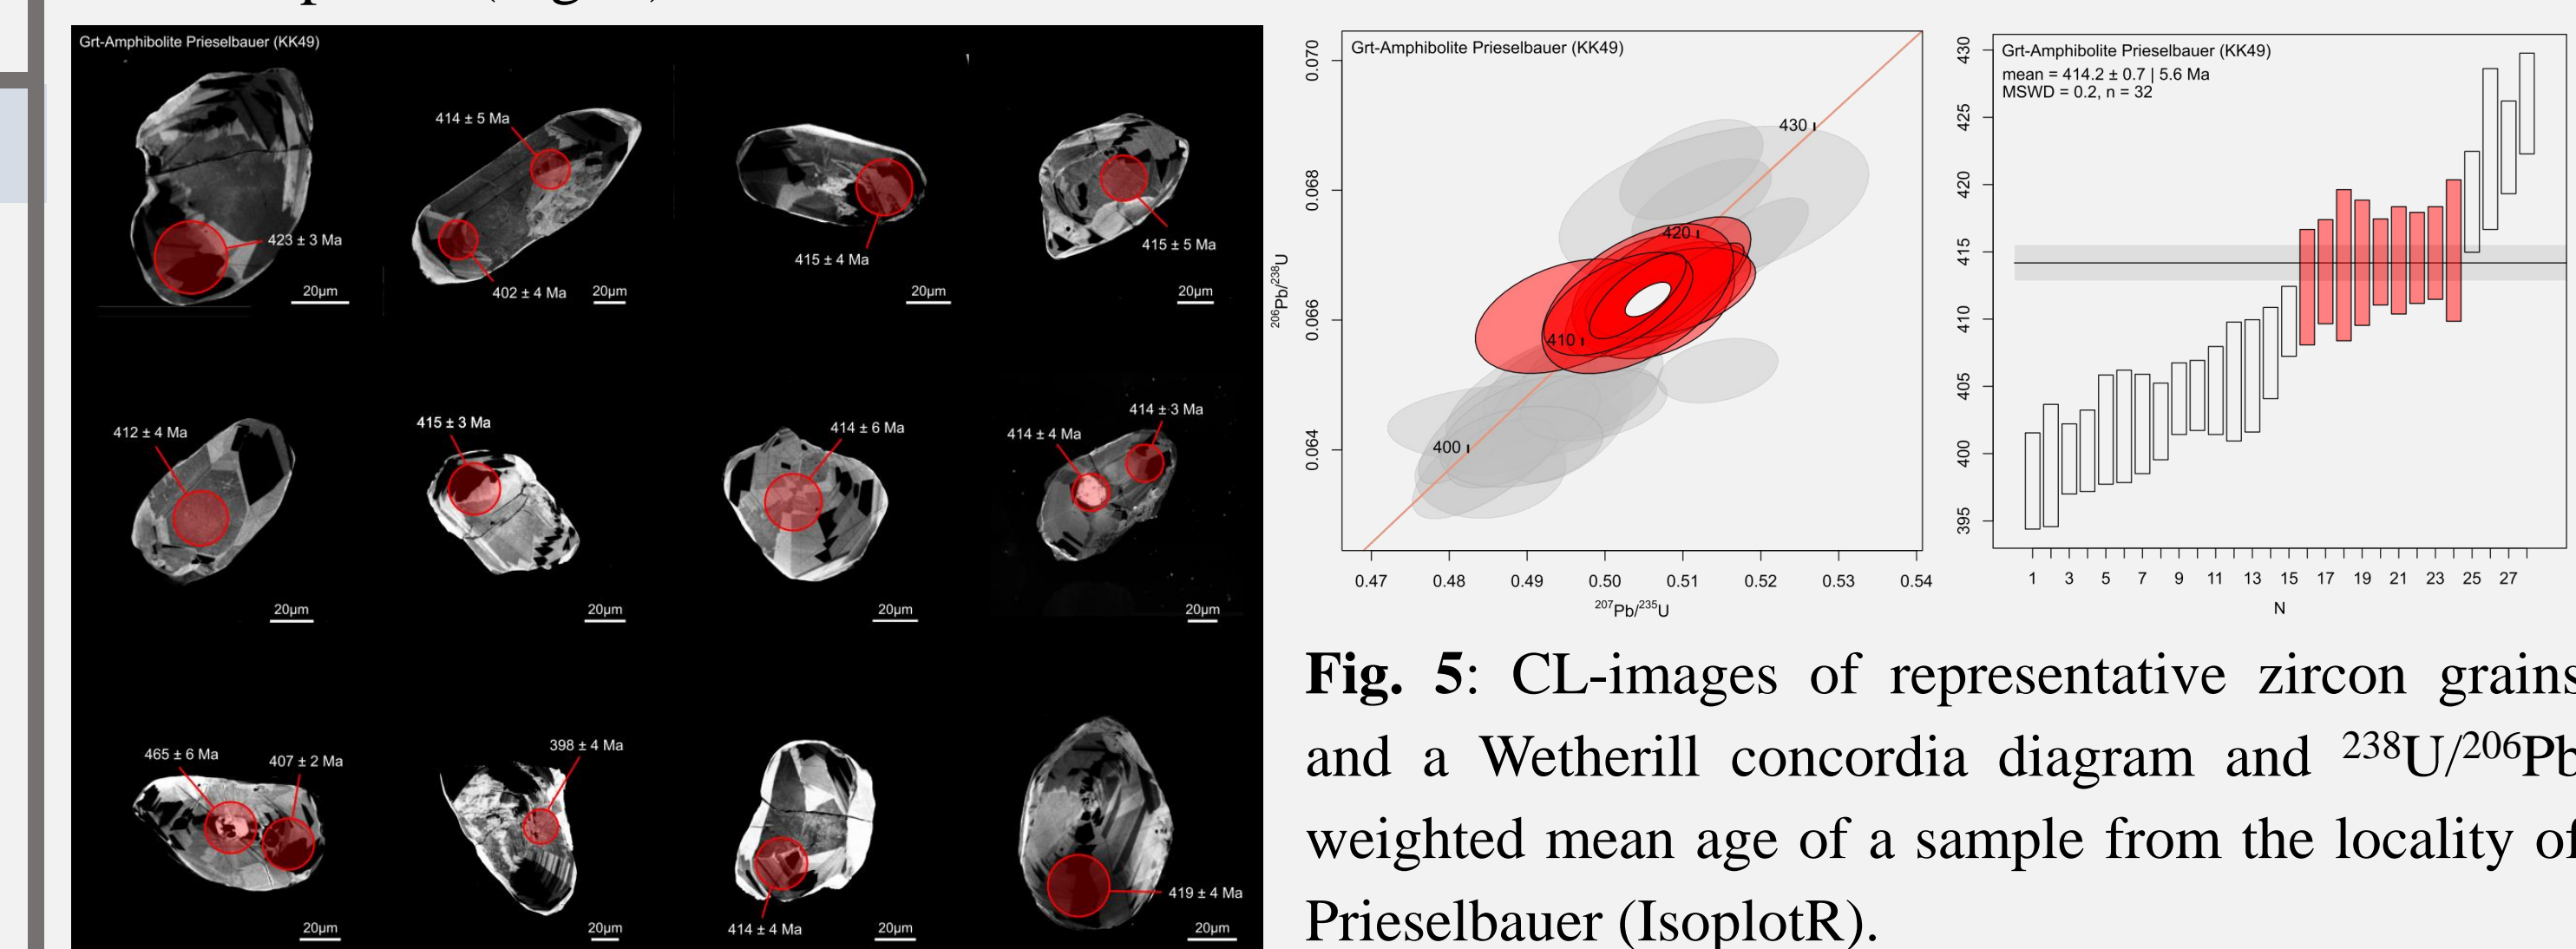 Grt-Amphibolite Prieselbauer (KK49)
414 ± 5 Ma
423 ± 3 Ma
402 ± 4 Ma
415 ± 4 Ma
415 ± 5 Ma
20µm
20µm
20µm
20µm
412 ± 4 Ma
415 ± 3 Ma
414 ± 6 Ma
414 ± 4 Ma
414 ± 3 Ma
20µm
20µm
20µm
20µm
465 ± 6 Ma
407 ± 2 Ma
398 ± 4 Ma
414 ± 4 Ma
419 ± 4 Ma
20µm
20µm
20µm
20µm
Grt-Amphibolite Prieselbauer (KK49)
0.070
0.068
0.066
0.064
²⁰⁶Pb/²³⁸U
430
420
410
400
0.47 0.48 0.49 0.50 0.51 0.52 0.53 0.54
²⁰⁷Pb/²³⁵U
Grt-Amphibolite Prieselbauer (KK49)
mean = 414.2 ± 0.7 | 5.6 Ma
MSWD = 0.2, n = 32
430
425
420
415
410
405
400
395
1 3 5 7 9 11 13 15 17 19 21 23 25 27
N
Fig. 5: CL-images of representative zircon grains
and a Wetherill concordia diagram and ²³⁸U/²⁰⁶Pb
weighted mean age of a sample from the locality of
Prieselbauer (IsoplotR).